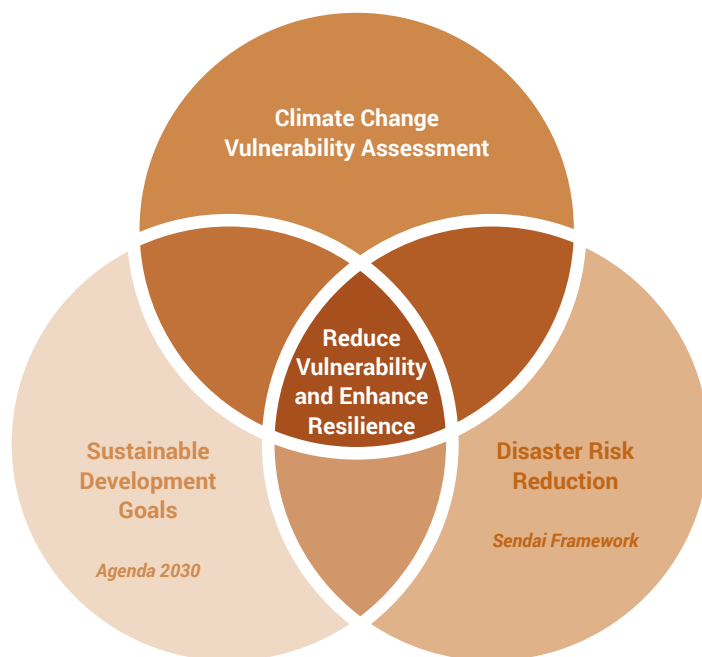 Climate Change
Vulnerability Assessment
Reduce
Vulnerability
and Enhance
Resilience
Sustainable
Development
Goals
Agenda 2030
Disaster Risk
Reduction
Sendai Framework